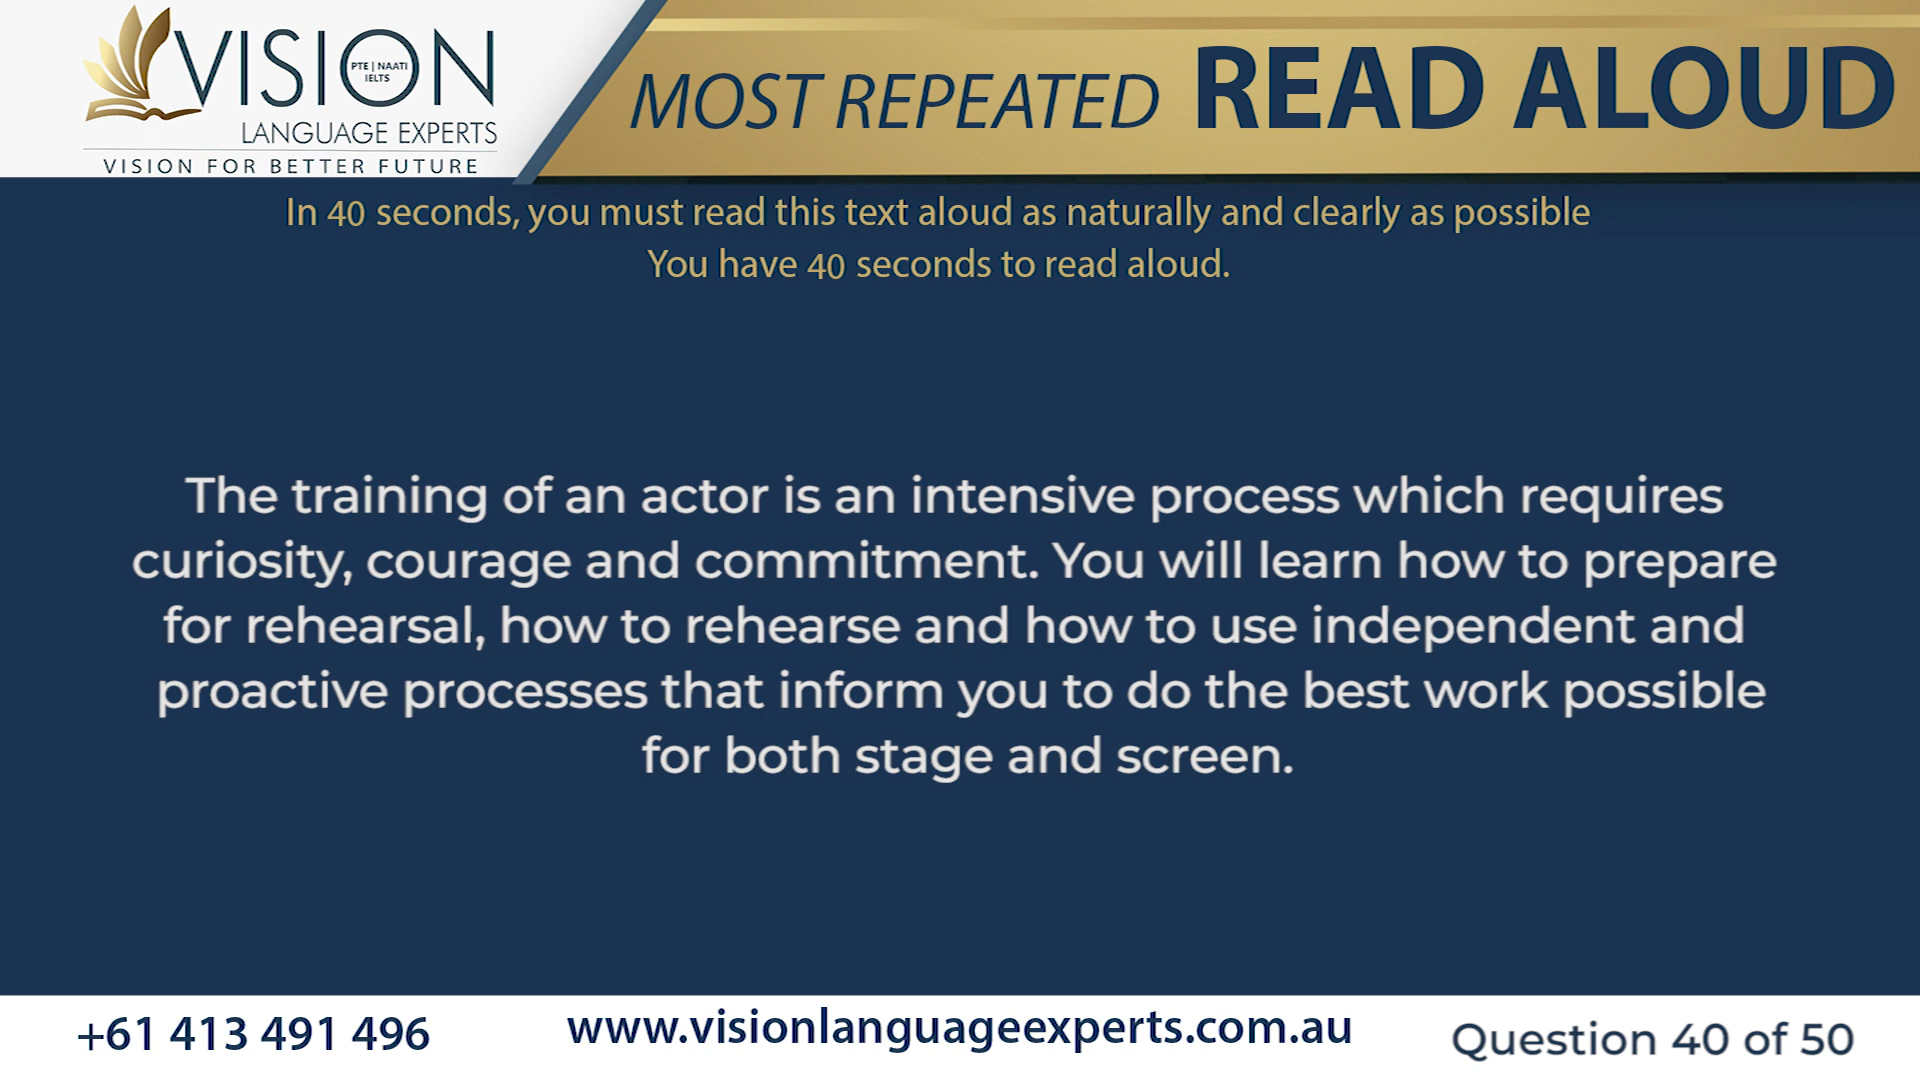 VISION
PTE | NAATI
IELTS
LANGUAGE EXPERTS
VISION FOR BETTER FUTURE
MOST REPEATED READ ALOUD
In 40 seconds, you must read this text aloud as naturally and clearly as possible
You have 40 seconds to read aloud.
The training of an actor is an intensive process which requires
curiosity, courage and commitment. You will learn how to prepare
for rehearsal, how to rehearse and how to use independent and
proactive processes that inform you to do the best work possible
for both stage and screen.
+61 413 491 496
www.visionlanguageexperts.com.au
Question 40 of 50